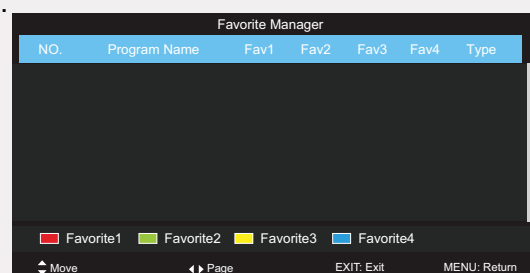 .
Favorite Manager
NO. Program Name Fav1 Fav2 Fav3 Fav4 Type
Favorite1 Favorite2 Favorite3 Favorite4
Move Page EXIT: Exit MENU: Return